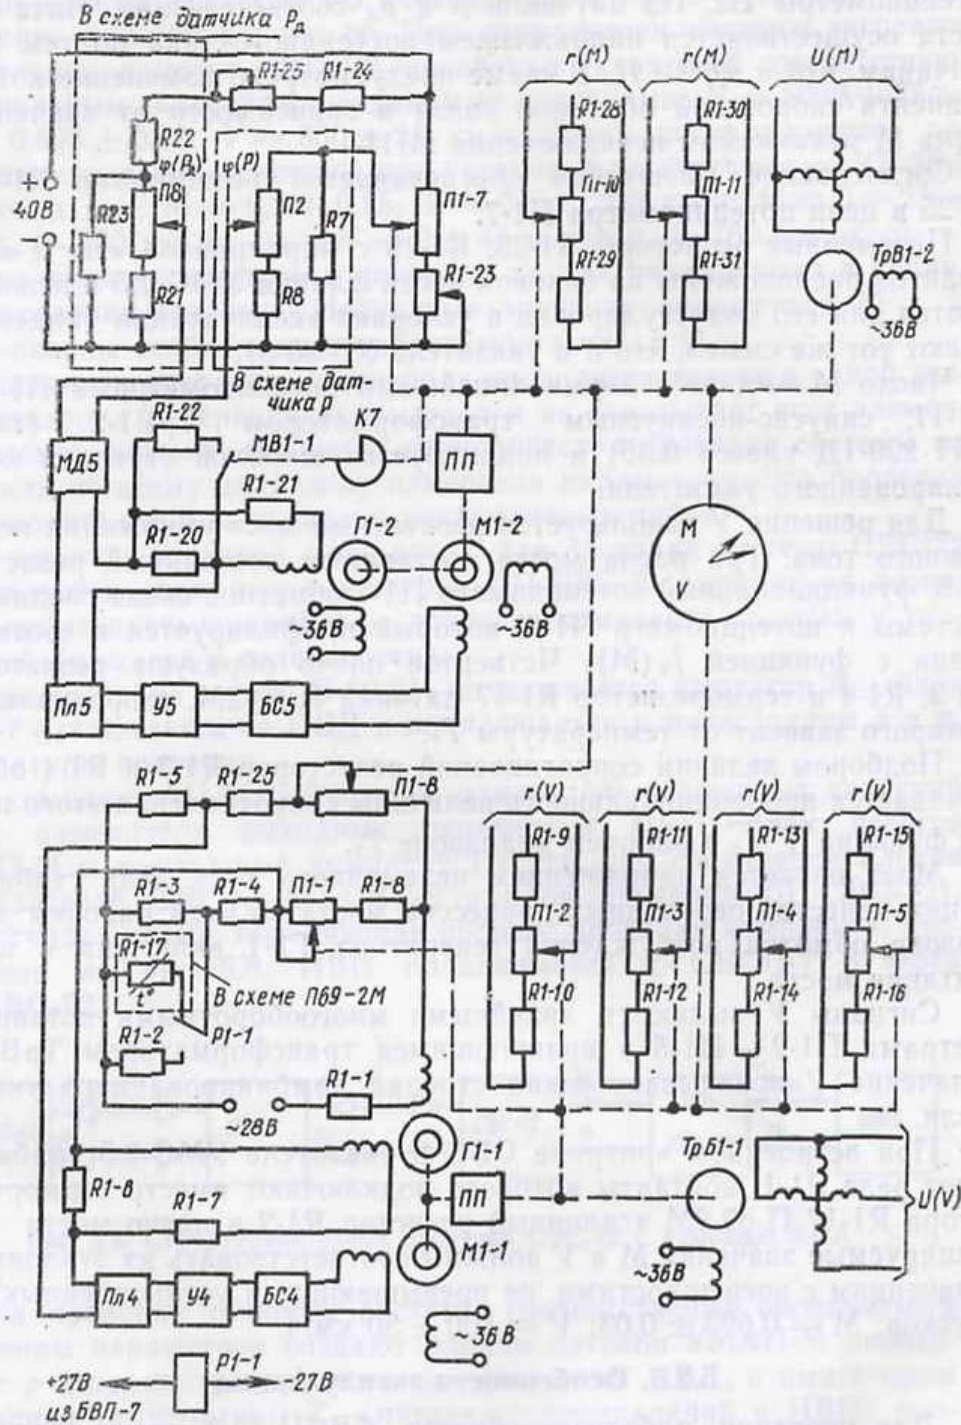 В схеме датчика Рд
R1-25
R1-24
r(M)
r(M)
U(M)
R22
φ(Рд)
П8
φ(P)
П2
R7
П1-7
+
40В
R23
R21
R8
R1-23
R1-28
П1-10
R1-29
R1-30
П1-11
R1-31
ТрВ1-2
~36В
В схеме дат-
чика р
R1-22
К7
МВ1-1
МД5
R1-21
ПП
R1-20
Г1-2
М1-2
~36В
~36В
M
V
Пл5
У5
БС5
R1-5
R1-25
П1-6
r(V)
r(V)
r(V)
r(V)
R1-3
R1-4
П1-1
R1-8
R1-9
R1-11
R1-13
R1-15
П1-2
П1-3
П1-4
П1-5
R1-10
R1-12
R1-14
R1-16
R1-17
t°
В схеме П69-2М
Р1-1
R1-2
R1-1
~28В
Г1-1
R1-6
R1-7
ПП
М1-1
ТрВ1-1
U(V)
~36В
Пл4
У4
БС4
~36В
Р1-1
+27В
из БВП-7
-27В